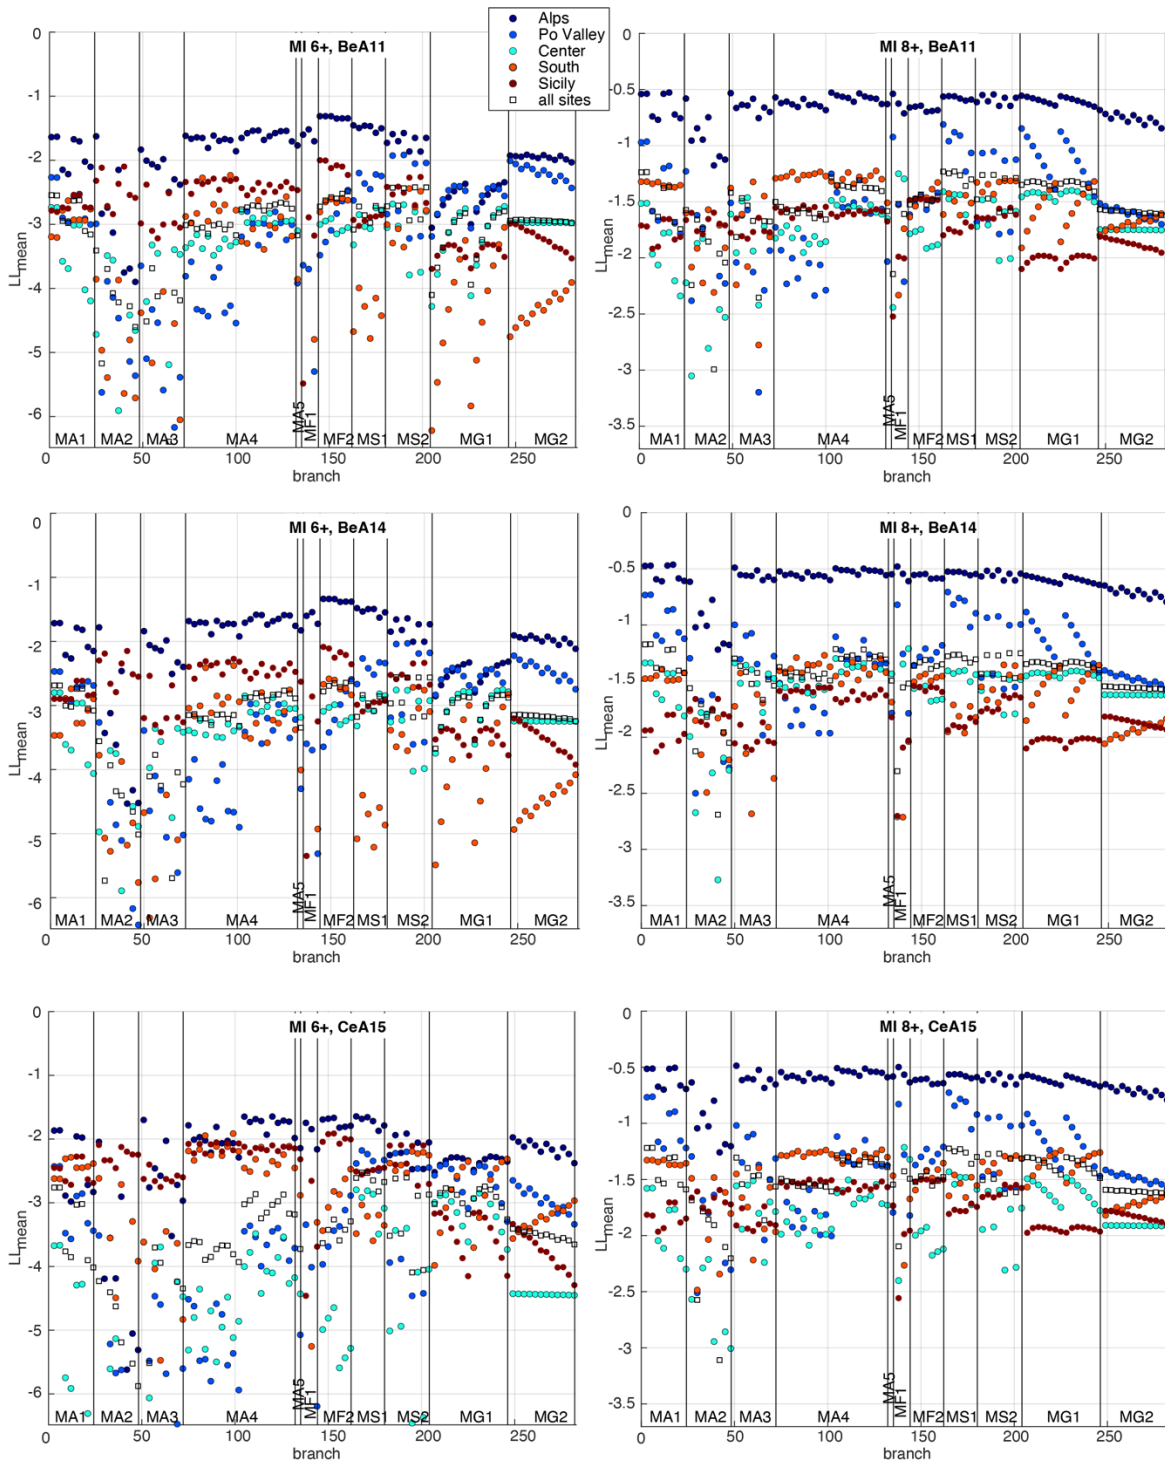 Alps
Po Valley
Center
South
Sicily
all sites
MI 6+, BeA11
0
-1
-2
-3
-4
-5
-6
LLmean
MA1
MA2
MA3
MA4
MA5
MF1
MF2
MS1
MS2
MG1
MG2
0
50
100
150
200
250
branch
MI 8+, BeA11
0
-0.5
-1
-1.5
-2
-2.5
-3
-3.5
LLmean
MA1
MA2
MA3
MA4
MA5
MF1
MF2
MS1
MS2
MG1
MG2
0
50
100
150
200
250
branch
MI 6+, BeA14
0
-1
-2
-3
-4
-5
-6
LLmean
MA1
MA2
MA3
MA4
MA5
MF1
MF2
MS1
MS2
MG1
MG2
0
50
100
150
200
250
branch
MI 8+, BeA14
0
-0.5
-1
-1.5
-2
-2.5
-3
-3.5
LLmean
MA1
MA2
MA3
MA4
MA5
MF1
MF2
MS1
MS2
MG1
MG2
0
50
100
150
200
250
branch
MI 6+, CeA15
0
-1
-2
-3
-4
-5
-6
LLmean
MA1
MA2
MA3
MA4
MA5
MF1
MF2
MS1
MS2
MG1
MG2
0
50
100
150
200
250
branch
MI 8+, CeA15
0
-0.5
-1
-1.5
-2
-2.5
-3
-3.5
LLmean
MA1
MA2
MA3
MA4
MA5
MF1
MF2
MS1
MS2
MG1
MG2
0
50
100
150
200
250
branch